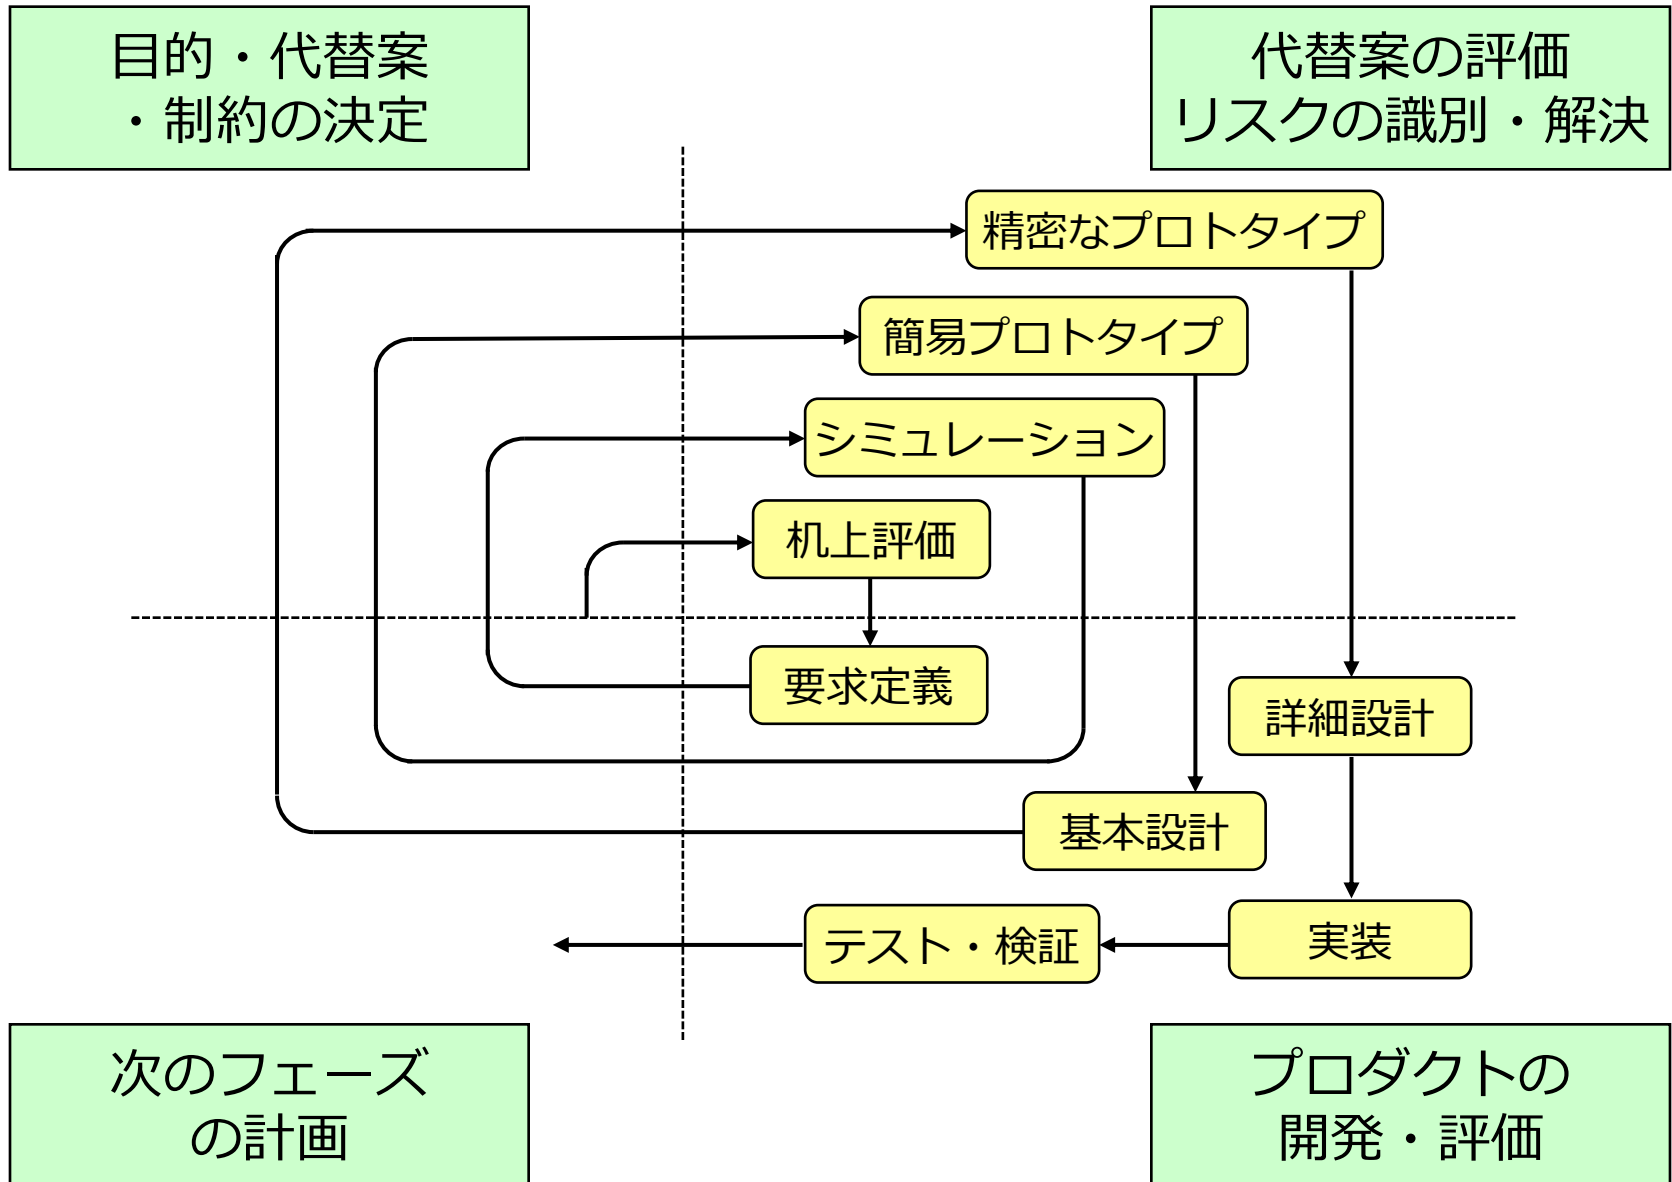 目的・代替案
・制約の決定
代替案の評価
リスクの識別・解決
精密なプロトタイプ
簡易プロトタイプ
シミュレーション
机上評価
要求定義
詳細設計
基本設計
実装
テスト・検証
次のフェーズ
の計画
プロダクトの
開発・評価